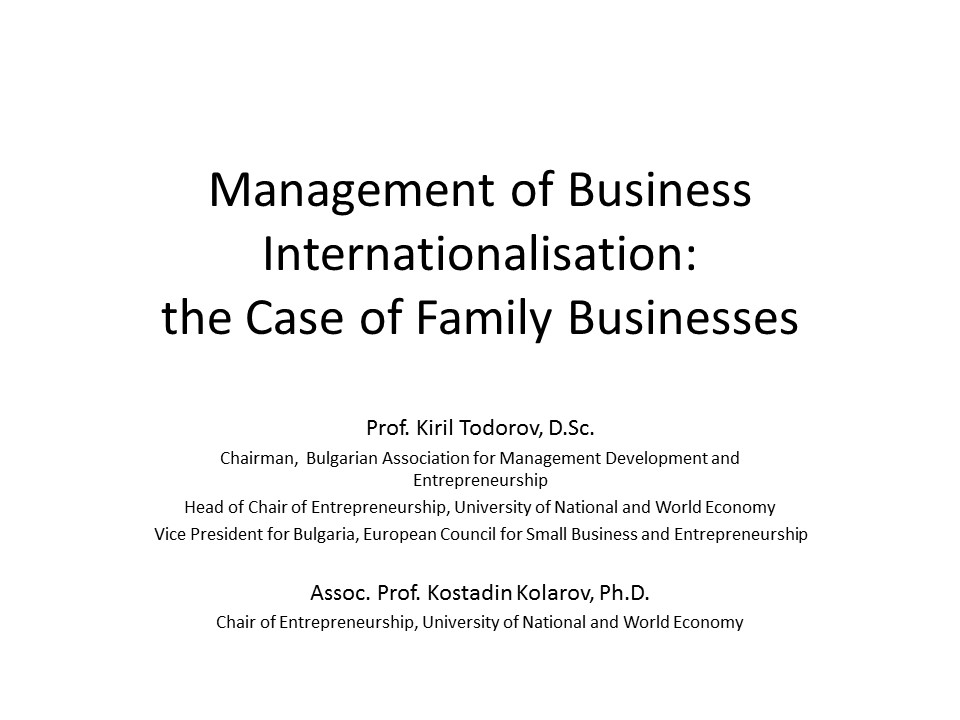 Management of Business
Internationalisation:
the Case of Family Businesses
Prof. Kiril Todorov, D.Sc.
Chairman, Bulgarian Association for Management Development and
Entrepreneurship
Head of Chair of Entrepreneurship, University of National and World Economy
Vice President for Bulgaria, European Council for Small Business and Entrepreneurship
Assoc. Prof. Kostadin Kolarov, Ph.D.
Chair of Entrepreneurship, University of National and World Economy